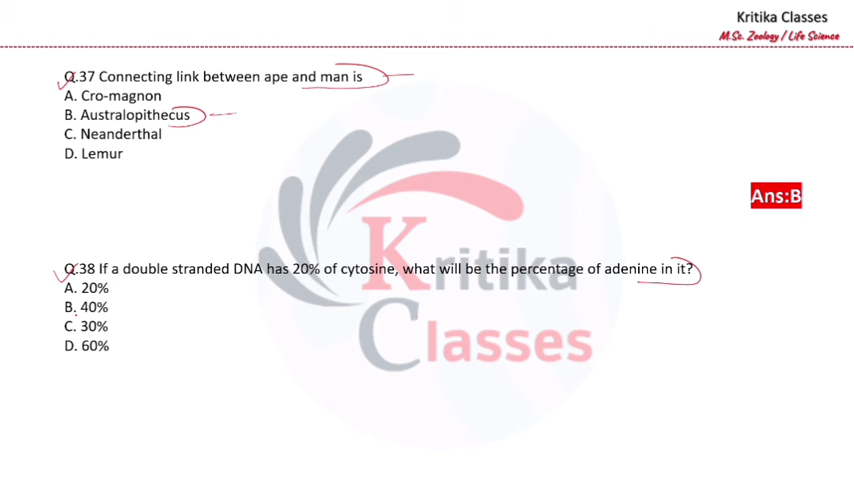 Kritika Classes
M.Sc. Zoology / Life Science
Q.37 Connecting link between ape and man is
A. Cro-magnon
B. Australopithecus
C. Neanderthal
D. Lemur
Ans:B
Q.38 If a double stranded DNA has 20% of cytosine, what will be the percentage of adenine in it?
A. 20%
B. 40%
C. 30%
D. 60%
Kritika
Classes